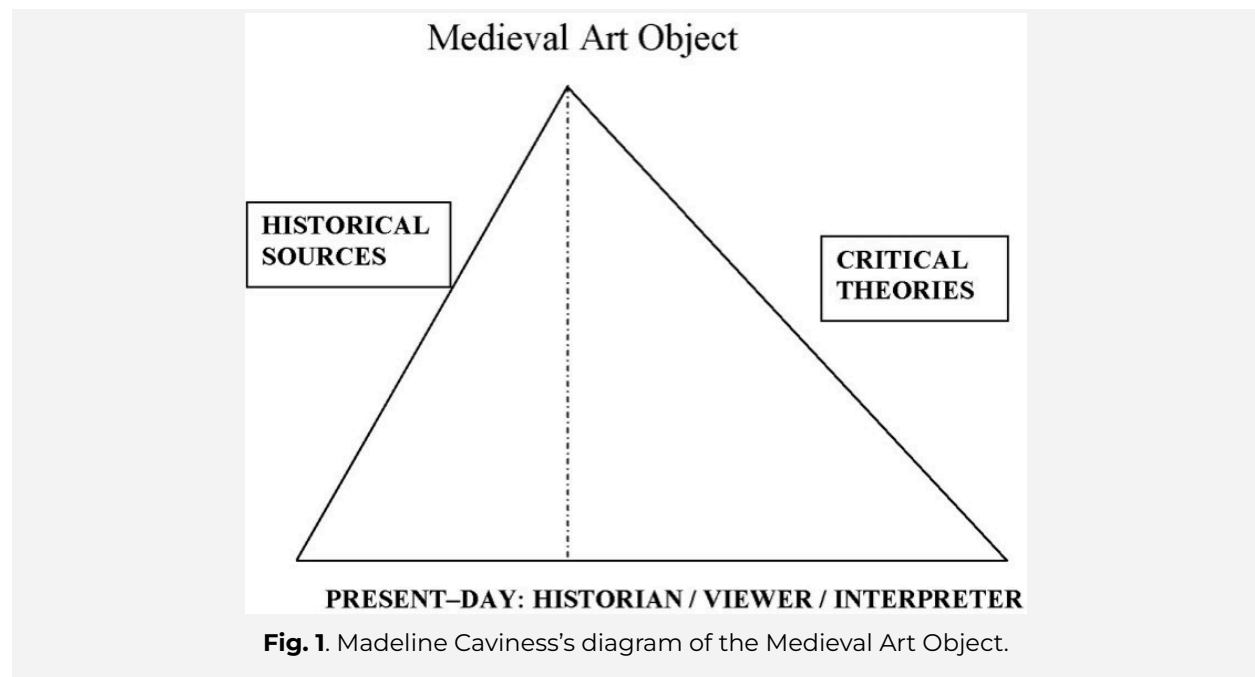 Medieval Art Object
HISTORICAL
SOURCES
CRITICAL
THEORIES
PRESENT–DAY: HISTORIAN / VIEWER / INTERPRETER
Fig. 1. Madeline Caviness’s diagram of the Medieval Art Object.